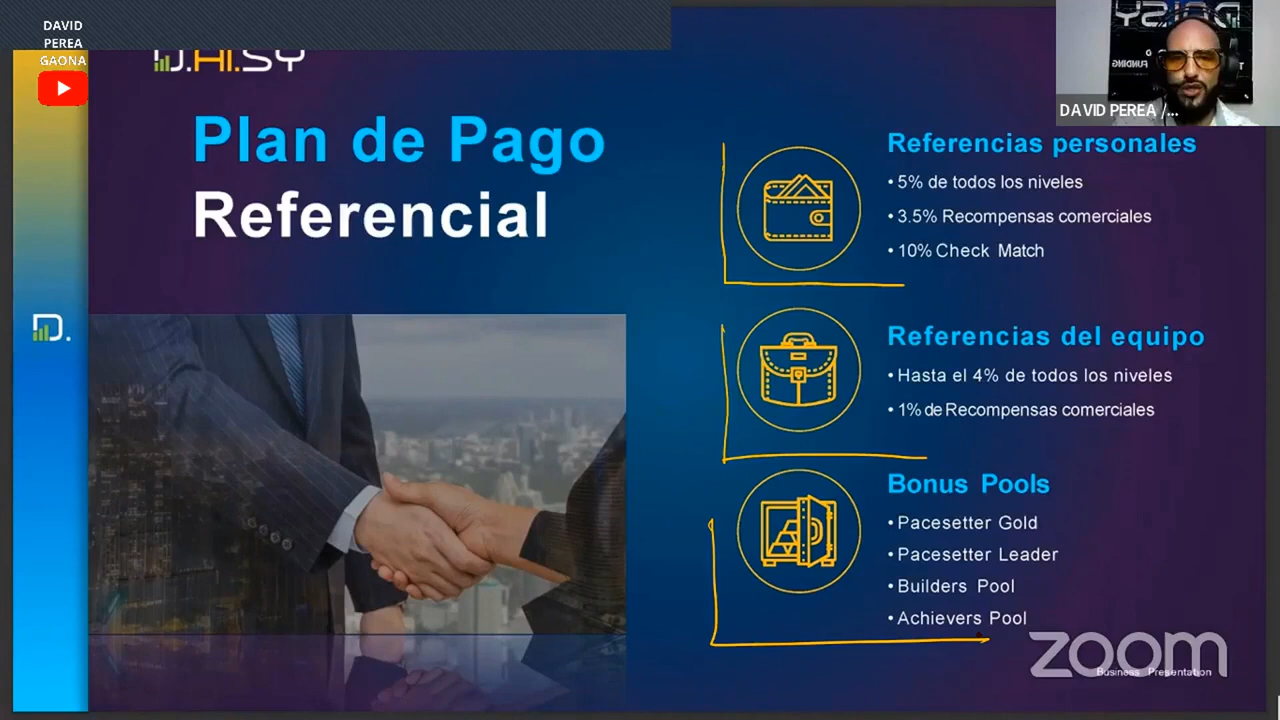 DAVID
PEREA
GAONA
D.HI.SY
Plan de Pago
Referencial
D.
DAVID PEREA /...
Referencias personales
• 5% de todos los niveles
• 3.5% Recompensas comerciales
• 10% Check Match
Referencias del equipo
• Hasta el 4% de todos los niveles
• 1% de Recompensas comerciales
Bonus Pools
• Pacesetter Gold
• Pacesetter Leader
• Builders Pool
• Achievers Pool
zoom
Business Presentation